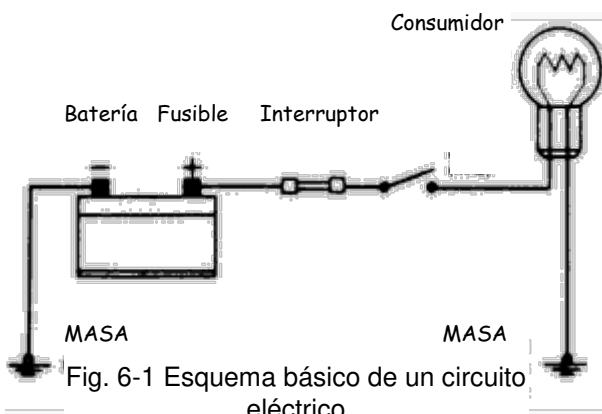 Consumidor
Batería Fusible Interruptor
- +
MASA MASA
Fig. 6-1 Esquema básico de un circuito
eléctrico